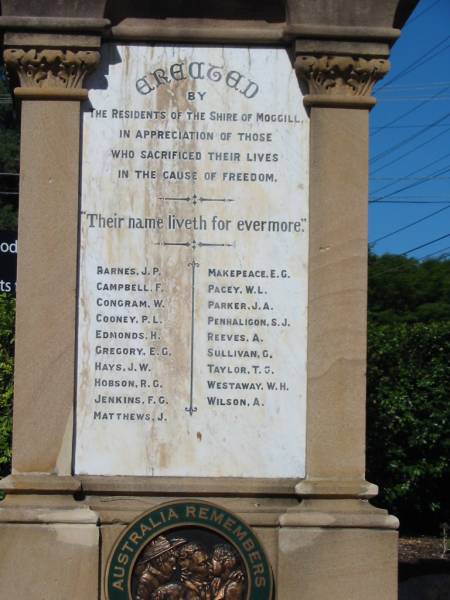 ERECTED
BY
THE RESIDENTS OF THE SHIRE OF MOGGILL,
IN APPRECIATION OF THOSE
WHO SACRIFICED THEIR LIVES
IN THE CAUSE OF FREEDOM.
"Their name liveth for evermore."
BARNES, J.P.
CAMPBELL, F.
CONGRAM, W.
COONEY, P.L.
EDMONDS, H.
GREGORY, E.G.
HAYS, J.W.
HOBSON, R.G.
JENKINS, F.G.
MATTHEWS, J.
MAKEPEACE, E.G.
PACEY, W.L.
PARKER, J.A.
PENHALIGON, S.J.
REEVES, A.
SULLIVAN, G.
TAYLOR, T.G.
WESTAWAY, W.H.
WILSON, A.
AUSTRALIA REMEMBERS